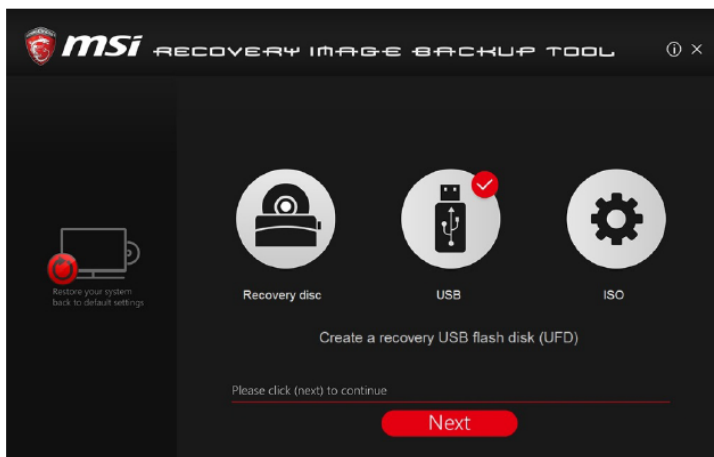 msi RECOVERY IMAGE BACKUP TOOL
Restore your system
back to default settings
Recovery disc
USB
ISO
Create a recovery USB flash disk (UFD)
Please click (next) to continue
Next